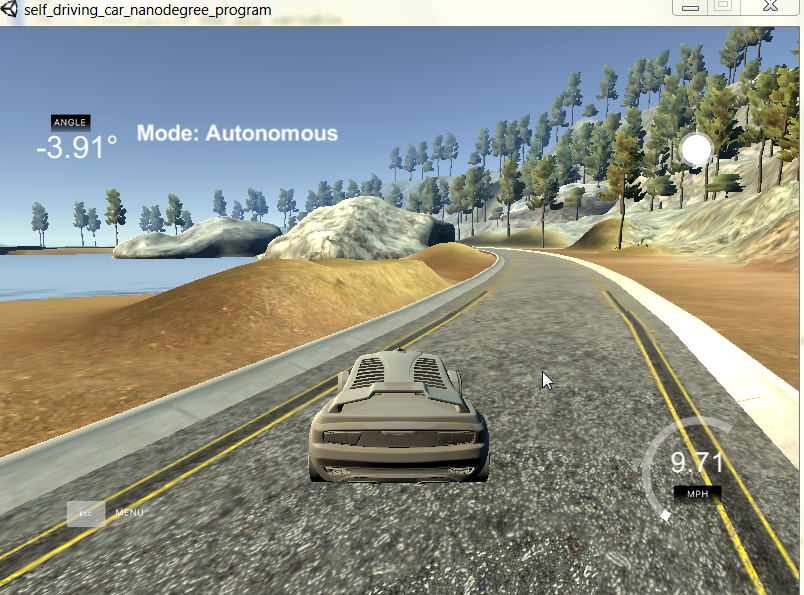 self_driving_car_nanodegree_program
ANGLE
-3.91°
Mode: Autonomous
9.71
MPH
ESC
MENU